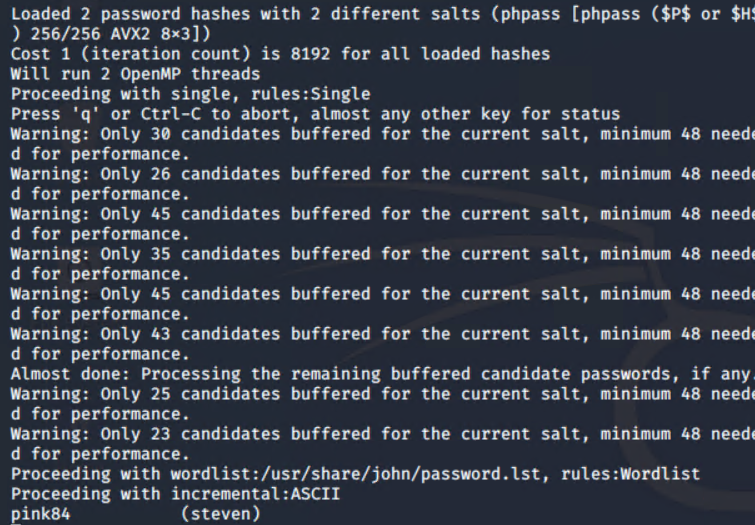 Loaded 2 password hashes with 2 different salts (phpass [phpass ($P$ or $H$
) 256/256 AVX2 8×3])
Cost 1 (iteration count) is 8192 for all loaded hashes
Will run 2 OpenMP threads
Proceeding with single, rules:Single
Press 'q' or Ctrl-C to abort, almost any other key for status
Warning: Only 30 candidates buffered for the current salt, minimum 48 neede
d for performance.
Warning: Only 26 candidates buffered for the current salt, minimum 48 neede
d for performance.
Warning: Only 45 candidates buffered for the current salt, minimum 48 neede
d for performance.
Warning: Only 35 candidates buffered for the current salt, minimum 48 neede
d for performance.
Warning: Only 45 candidates buffered for the current salt, minimum 48 neede
d for performance.
Warning: Only 43 candidates buffered for the current salt, minimum 48 neede
d for performance.
Almost done: Processing the remaining buffered candidate passwords, if any.
Warning: Only 25 candidates buffered for the current salt, minimum 48 neede
d for performance.
Warning: Only 23 candidates buffered for the current salt, minimum 48 neede
d for performance.
Proceeding with wordlist:/usr/share/john/password.lst, rules:Wordlist
Proceeding with incremental:ASCII
pink84 (steven)